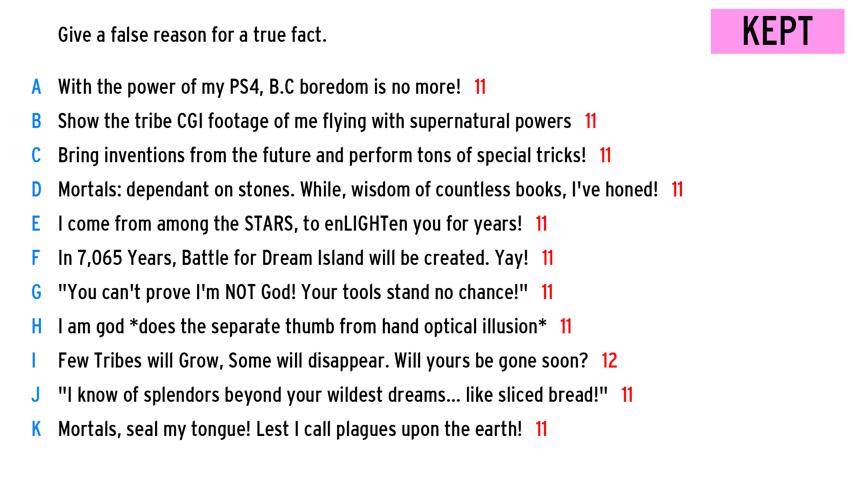 Give a false reason for a true fact.
KEPT
A With the power of my PS4, B.C boredom is no more! 11
B Show the tribe CGI footage of me flying with supernatural powers 11
C Bring inventions from the future and perform tons of special tricks! 11
D Mortals: dependant on stones. While, wisdom of countless books, I've honed! 11
E I come from among the STARS, to enLIGHTen you for years! 11
F In 7,065 Years, Battle for Dream Island will be created. Yay! 11
G "You can't prove I'm NOT God! Your tools stand no chance!" 11
H I am god *does the separate thumb from hand optical illusion* 11
I Few Tribes will Grow, Some will disappear. Will yours be gone soon? 12
J "I know of splendors beyond your wildest dreams... like sliced bread!" 11
K Mortals, seal my tongue! Lest I call plagues upon the earth! 11